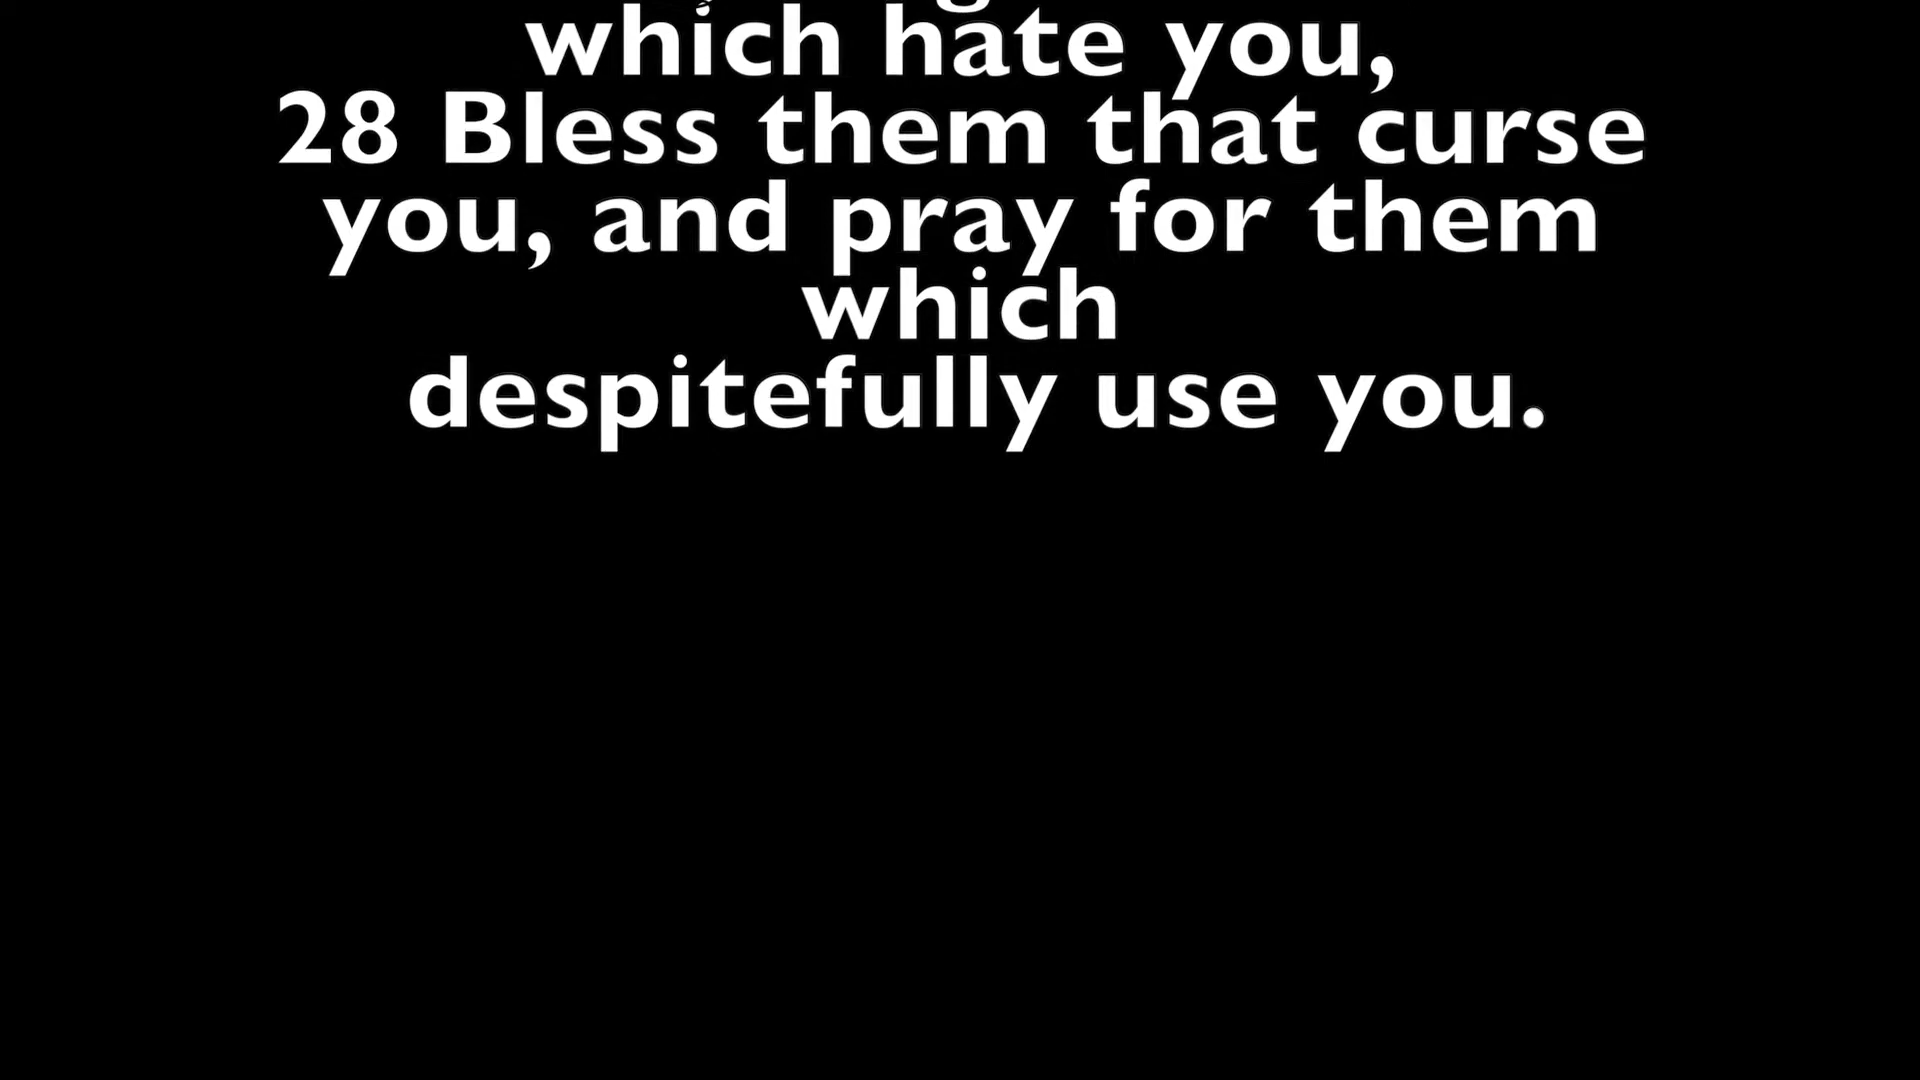 which hate you,
28 Bless them that curse
you, and pray for them
which
despitefully use you.